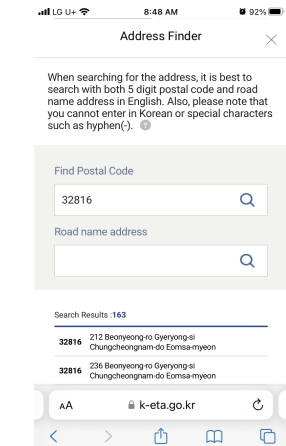 LG U+ 8:48 AM 92%
Address Finder
When searching for the address, it is best to
search with both 5 digit postal code and road
name address in English. Also, please note that
you cannot enter in Korean or special characters
such as hyphen(-). ?
Find Postal Code
32816
Road name address
Search Results :163
32816 212 Beonyeong-ro Gyeryong-si
Chungcheongnam-do Eomsa-myeon
32816 236 Beonyeong-ro Gyeryong-si
Chungcheongnam-do Eomsa-myeon
AA k-eta.go.kr